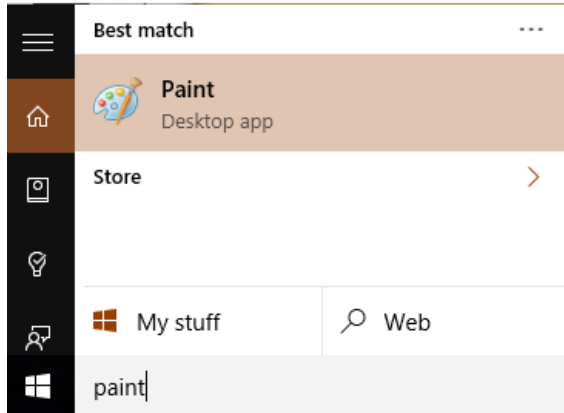 Best match
Paint
Desktop app
Store
My stuff
Web
paint